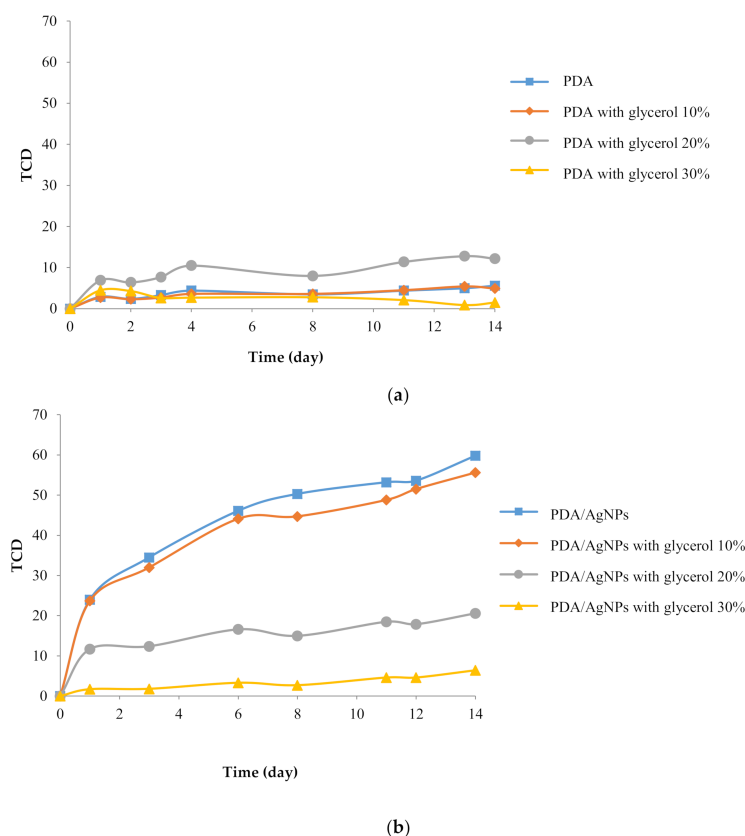 70
60
50
40
30
20
10
0
TCD
0
2
4
6
8
10
12
14
Time (day)
PDA
PDA with glycerol 10%
PDA with glycerol 20%
PDA with glycerol 30%
(a)
70
60
50
40
30
20
10
0
TCD
0
2
4
6
8
10
12
14
Time (day)
PDA/AgNPs
PDA/AgNPs with glycerol 10%
PDA/AgNPs with glycerol 20%
PDA/AgNPs with glycerol 30%
(b)